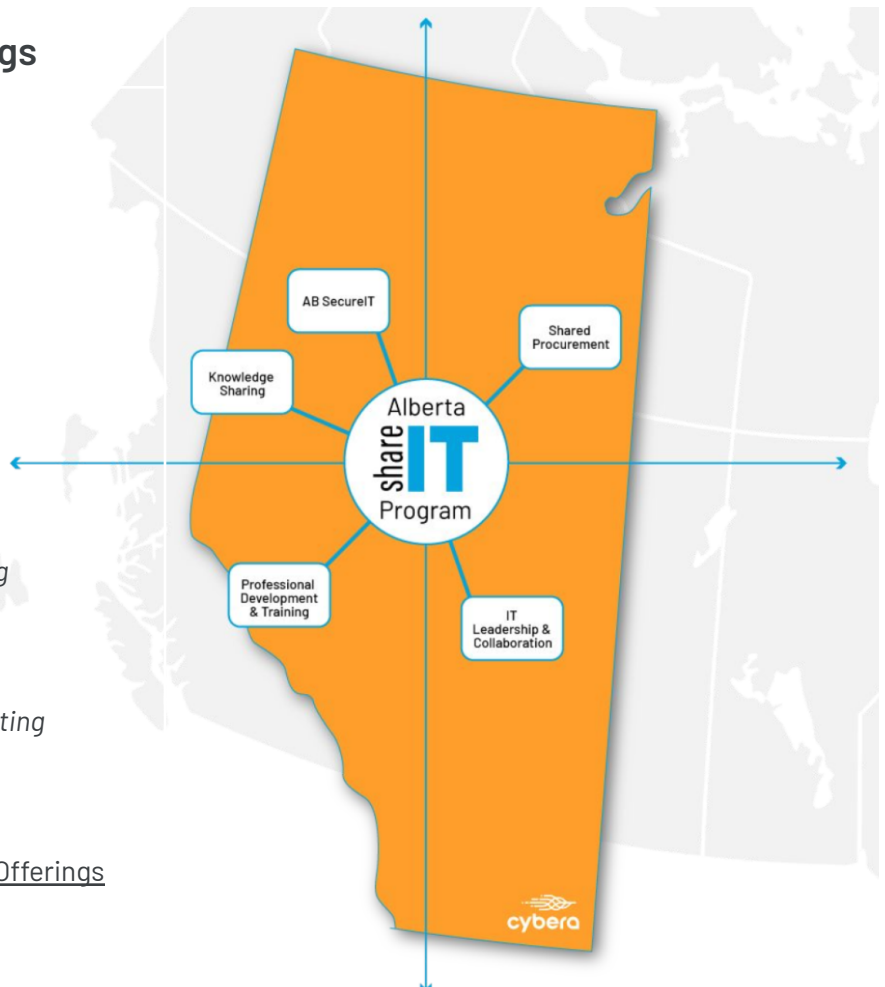 gs
AB SecureIT
Shared
Procurement
Knowledge
Sharing
Alberta
share
IT
Program
g
Professional
Development
& Training
IT
Leadership &
Collaboration
ting
Offerings
cybera